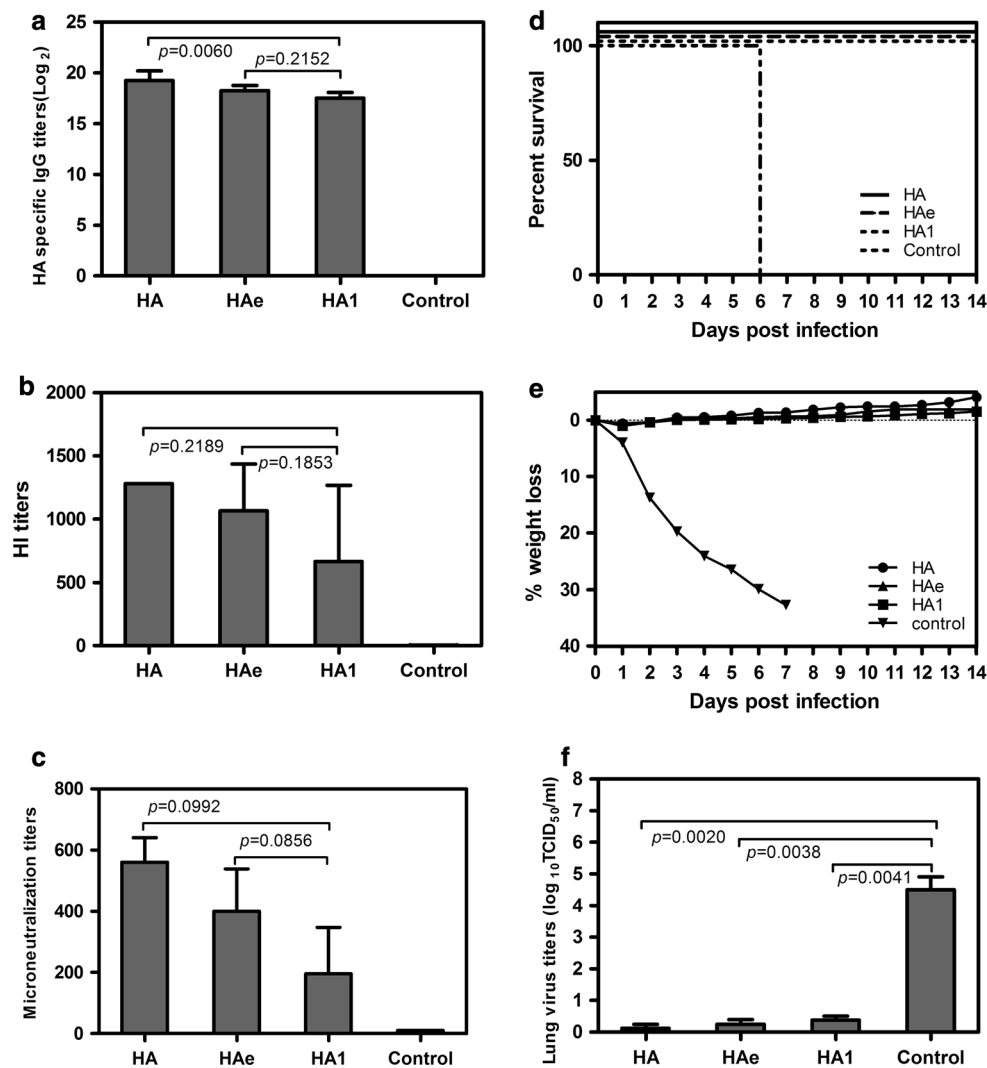 a
HA specific IgG titers(Log 2)
25
20
15
10
5
0
p=0.0060
p=0.2152
HA HAe HA1 Control
b
HI titers
2000
1500
1000
500
0
p=0.2189
p=0.1853
HA HAe HA1 Control
c
Microneutralization titers
800
600
400
200
0
p=0.0992
p=0.0856
HA HAe HA1 Control
d
Percent survival
100
50
0
HA
HAe
HA1
Control
0 1 2 3 4 5 6 7 8 9 10 11 12 13 14
Days post infection
e
% weight loss
0
10
20
30
40
HA
HAe
HA1
control
0 1 2 3 4 5 6 7 8 9 10 11 12 13 14
Days post infection
f
Lung virus titers (log 10TCID50/ml)
8
7
6
5
4
3
2
1
0
p=0.0020
p=0.0038
p=0.0041
HA HAe HA1 Control